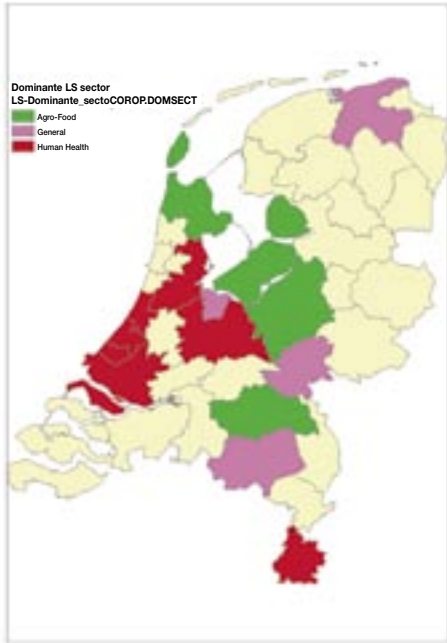 Dominante LS sector
LS-Dominante_sectoCOROP.DOMSECT
Agro-Food
General
Human Health